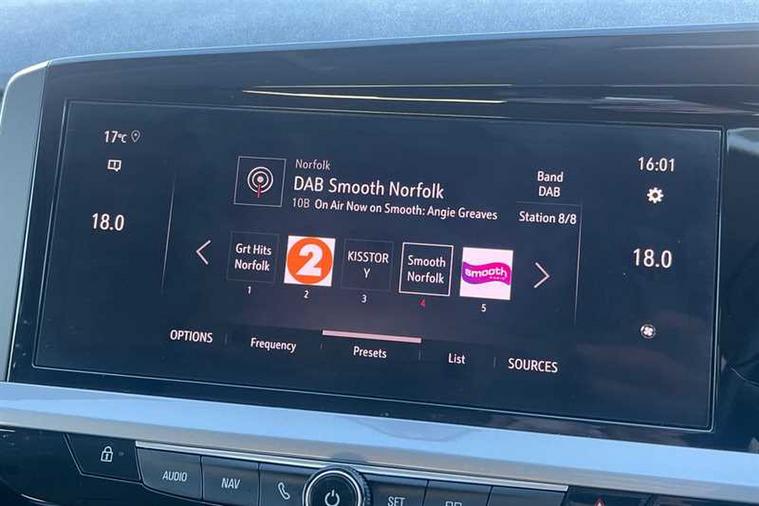 17°C
16:01
18.0
Norfolk
DAB Smooth Norfolk
10B On Air Now on Smooth: Angie Greaves
Band
DAB
Station 8/8
18.0
Grt Hits
Norfolk
1
2
2
KISSTOR
Y
3
Smooth
Norfolk
4
smooth
5
OPTIONS
Frequency
Presets
List
SOURCES
AUDIO
NAV
SET